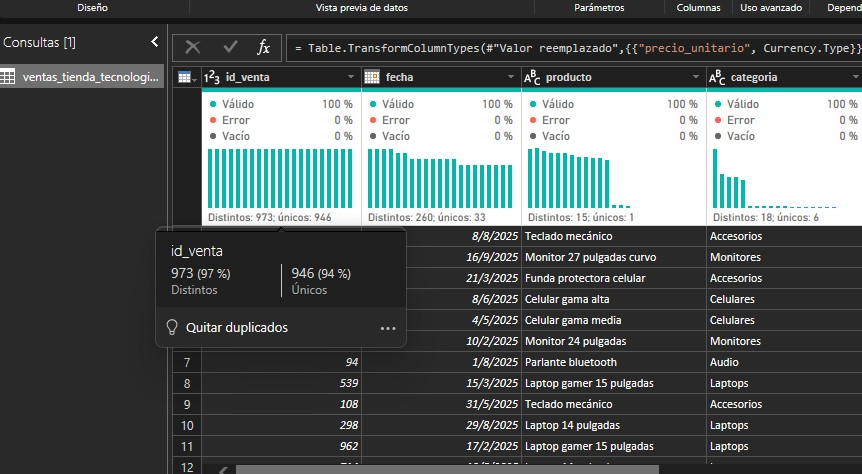 Diseño Vista previa de datos Parámetros Columnas Uso avanzado Depend
Consultas [1]
fx = Table.TransformColumnTypes(#"Valor reemplazado",{{"precio_unitario", Currency.Type}}
ventas_tienda_tecnologi...
1 2 3 id_venta fecha A B C producto A B C categoria
Válido 100 % Válido 100 % Válido 100 % Válido 100 %
Error 0 % Error 0 % Error 0 % Error 0 %
Vacío 0 % Vacío 0 % Vacío 0 % Vacío 0 %
Distintos: 973; únicos: 946 Distintos: 260; únicos: 33 Distintos: 15; únicos: 1 Distintos: 18; únicos: 6
id_venta
973 (97 %) 946 (94 %)
Distintos Únicos
Quitar duplicados ...
8/8/2025 Teclado mecánico Accesorios
16/9/2025 Monitor 27 pulgadas curvo Monitores
21/3/2025 Funda protectora celular Accesorios
8/6/2025 Celular gama alta Celulares
4/5/2025 Celular gama media Celulares
10/2/2025 Monitor 24 pulgadas Monitores
7 94 1/8/2025 Parlante bluetooth Audio
8 539 15/3/2025 Laptop gamer 15 pulgadas Laptops
9 108 31/5/2025 Teclado mecánico Accesorios
10 298 29/8/2025 Laptop 14 pulgadas Laptops
11 962 17/2/2025 Laptop gamer 15 pulgadas Laptops
12